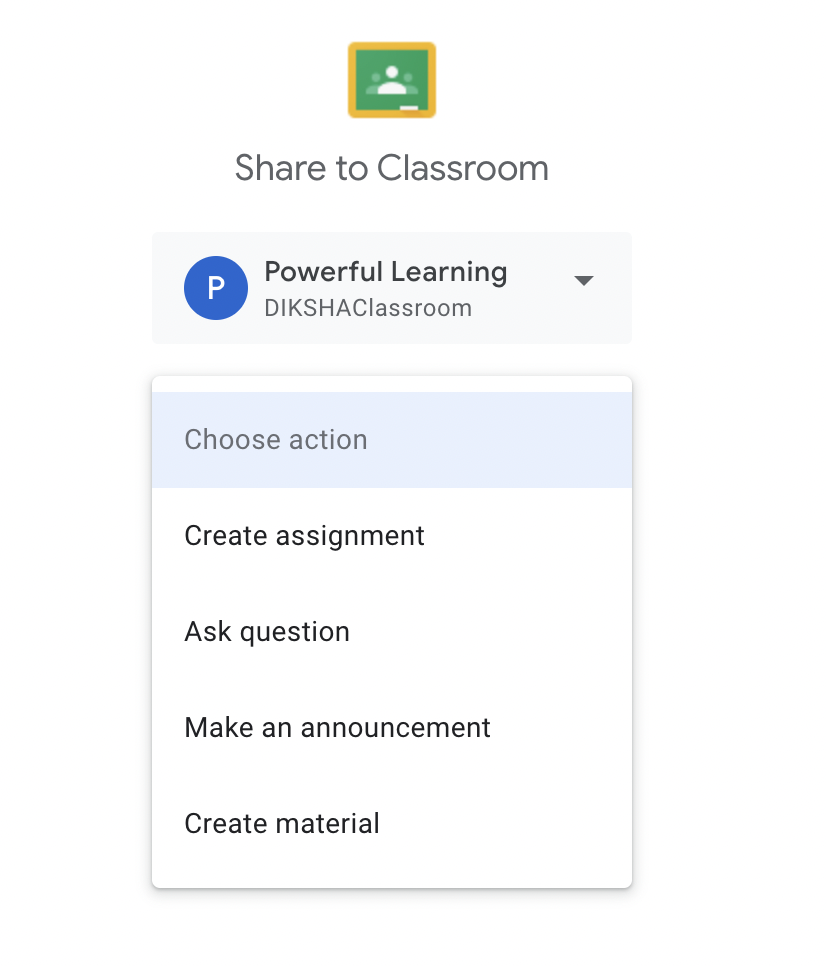 Share to Classroom
P
Powerful Learning
DIKSHAClassroom
Choose action
Create assignment
Ask question
Make an announcement
Create material